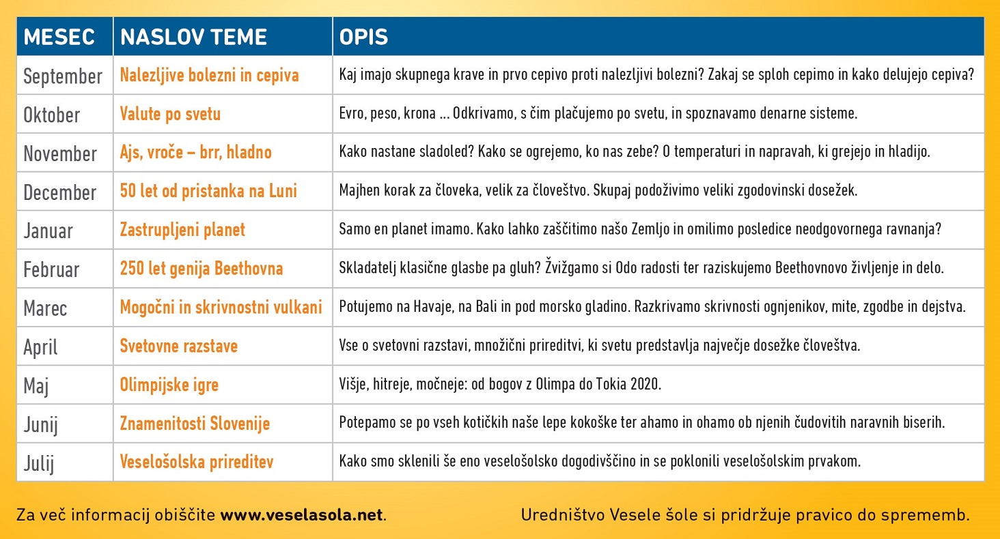 MESEC NASLOV TEME OPIS
September Nalezljive bolezni in cepiva Kaj imajo skupnega krave in prvo cepivo proti nalezljivi bolezni? Zakaj se sploh cepimo in kako delujejo cepiva?
Oktober Valute po svetu Evro, peso, krona ... Odkrivamo, s čim plačujemo po svetu, in spoznavamo denarne sisteme.
November Ajs, vroče – brr, hladno Kako nastane sladoled? Kako se ogrejemo, ko nas zebe? O temperaturi in napravah, ki grejejo in hladijo.
December 50 let od pristanka na Luni Majhen korak za človeka, velik za človeštvo. Skupaj podoživimo veliki zgodovinski dosežek.
Januar Zastrupljeni planet Samo en planet imamo. Kako lahko zaščitimo našo Zemljo in omilimo posledice neodgovornega ravnanja?
Februar 250 let genija Beethovna Skladatelj klasične glasbe pa gluh? Žvižgamo si Odo radosti ter raziskujemo Beethovnovo življenje in delo.
Marec Mogočni in skrivnostni vulkani Potujemo na Havaje, na Bali in pod morsko gladino. Razkrivamo skrivnosti ognjenikov, mite, zgodbe in dejstva.
April Svetovne razstave Vse o svetovni razstavi, množični prireditvi, ki svetu predstavlja največje dosežke človeštva.
Maj Olimpijske igre Višje, hitreje, močneje: od bogov z Olimpa do Tokia 2020.
Junij Znamenitosti Slovenije Potepamo se po vseh kotičkih naše lepe kokoške ter ahamo in ohamo ob njenih čudovitih naravnih biserih.
Julij Veselošolska prireditev Kako smo sklenili še eno veselošolsko dogodivščino in se poklonili veselošolskim prvakom.
Za več informacij obiščite www.veselasola.net. Uredništvo Vesele šole si pridržuje pravico do sprememb.